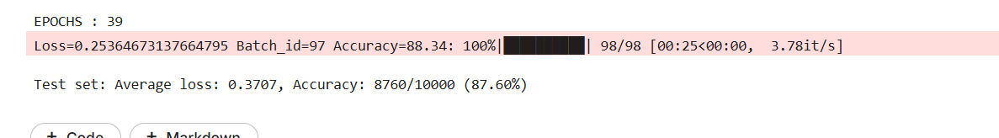 EPOCHS : 39
Loss=0.25364673137664795 Batch_id=97 Accuracy=88.34: 100%|██████████| 98/98 [00:25<00:00,  3.78it/s]
Test set: Average loss: 0.3707, Accuracy: 8760/10000 (87.60%)
+ Code + Markdown